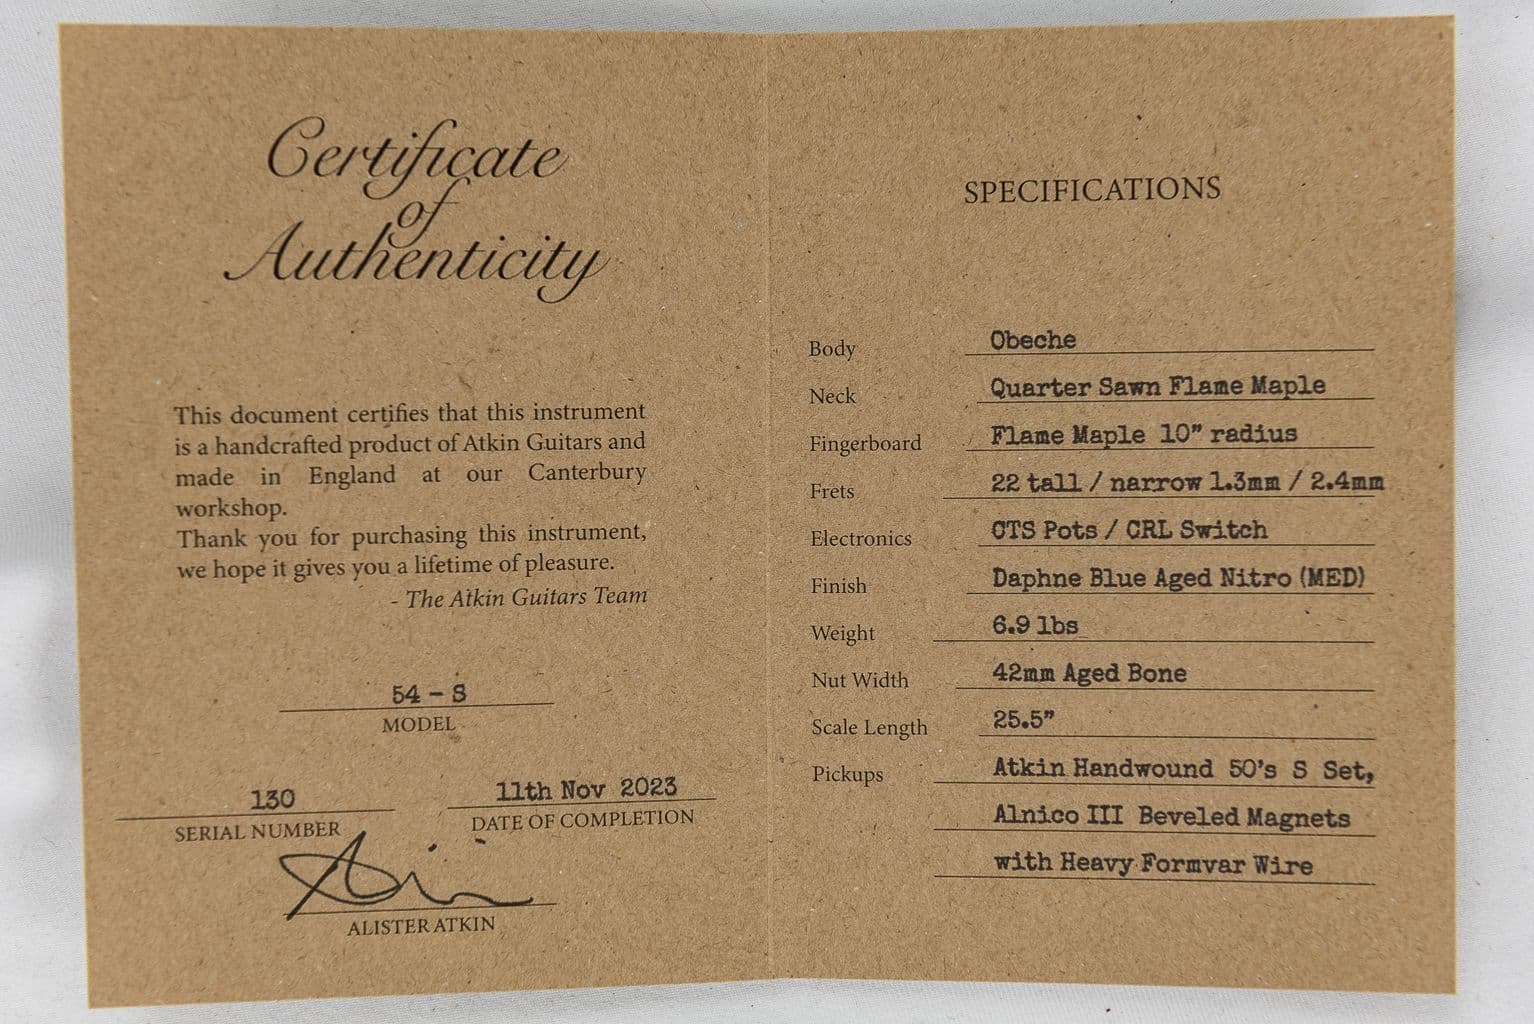 Certificate
of
Authenticity
This document certifies that this instrument
is a handcrafted product of Atkin Guitars and
made in England at our Canterbury
workshop.
Thank you for purchasing this instrument,
we hope it gives you a lifetime of pleasure.
- The Atkin Guitars Team
54 - S
MODEL
130
SERIAL NUMBER
11th Nov 2023
DATE OF COMPLETION
ALISTER ATKIN
SPECIFICATIONS
Body Obeche
Neck Quarter Sawn Flame Maple
Fingerboard Flame Maple 10" radius
Frets 22 tall / narrow 1.3mm / 2.4mm
Electronics CTS Pots / CRL Switch
Finish Daphne Blue Aged Nitro (MED)
Weight 6.9 lbs
Nut Width 42mm Aged Bone
Scale Length 25.5"
Pickups Atkin Handwound 50's S Set,
Alnico III Beveled Magnets
with Heavy Formvar Wire